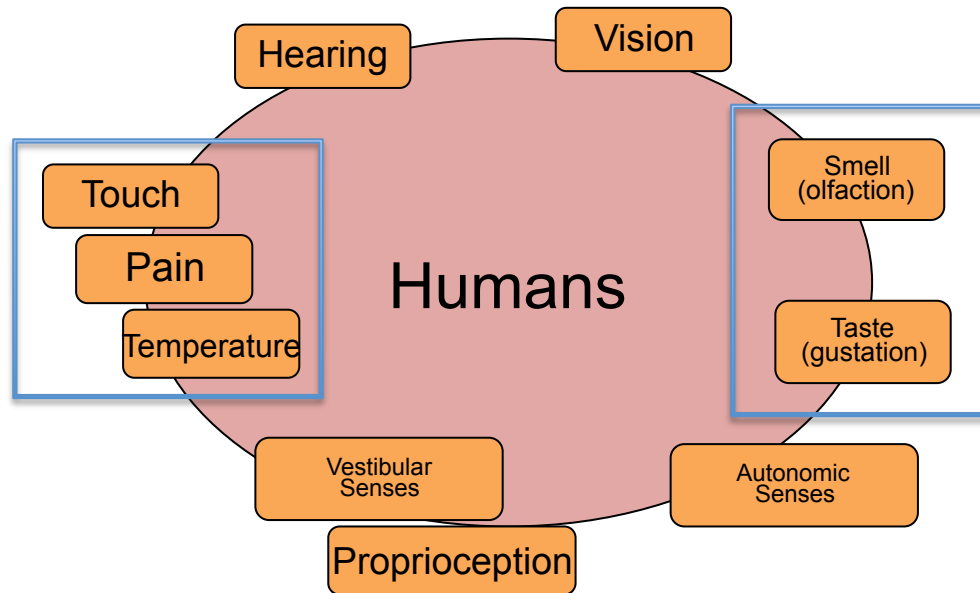 Hearing
Vision
Touch
Pain
Temperature
Humans
Smell
(olfaction)
Taste
(gustation)
Vestibular
Senses
Autonomic
Senses
Proprioception